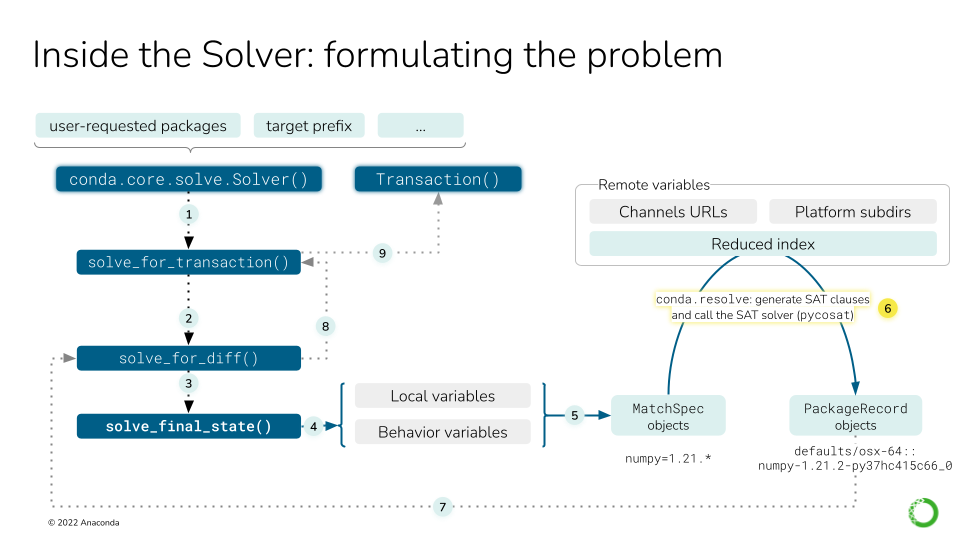 Inside the Solver: formulating the problem
user-requested packages
target prefix
...
conda.core.solve.Solver()
Transaction()
Remote variables
Channels URLs
Platform subdirs
Reduced index
1
9
solve_for_transaction()
conda.resolve: generate SAT clauses
and call the SAT solver (pycosat)
6
2
8
solve_for_diff()
3
Local variables
Behavior variables
solve_final_state()
4
5
MatchSpec
objects
PackageRecord
objects
numpy=1.21.*
defaults/osx-64::
numpy-1.21.2-py37hc415c66_0
7
© 2022 Anaconda